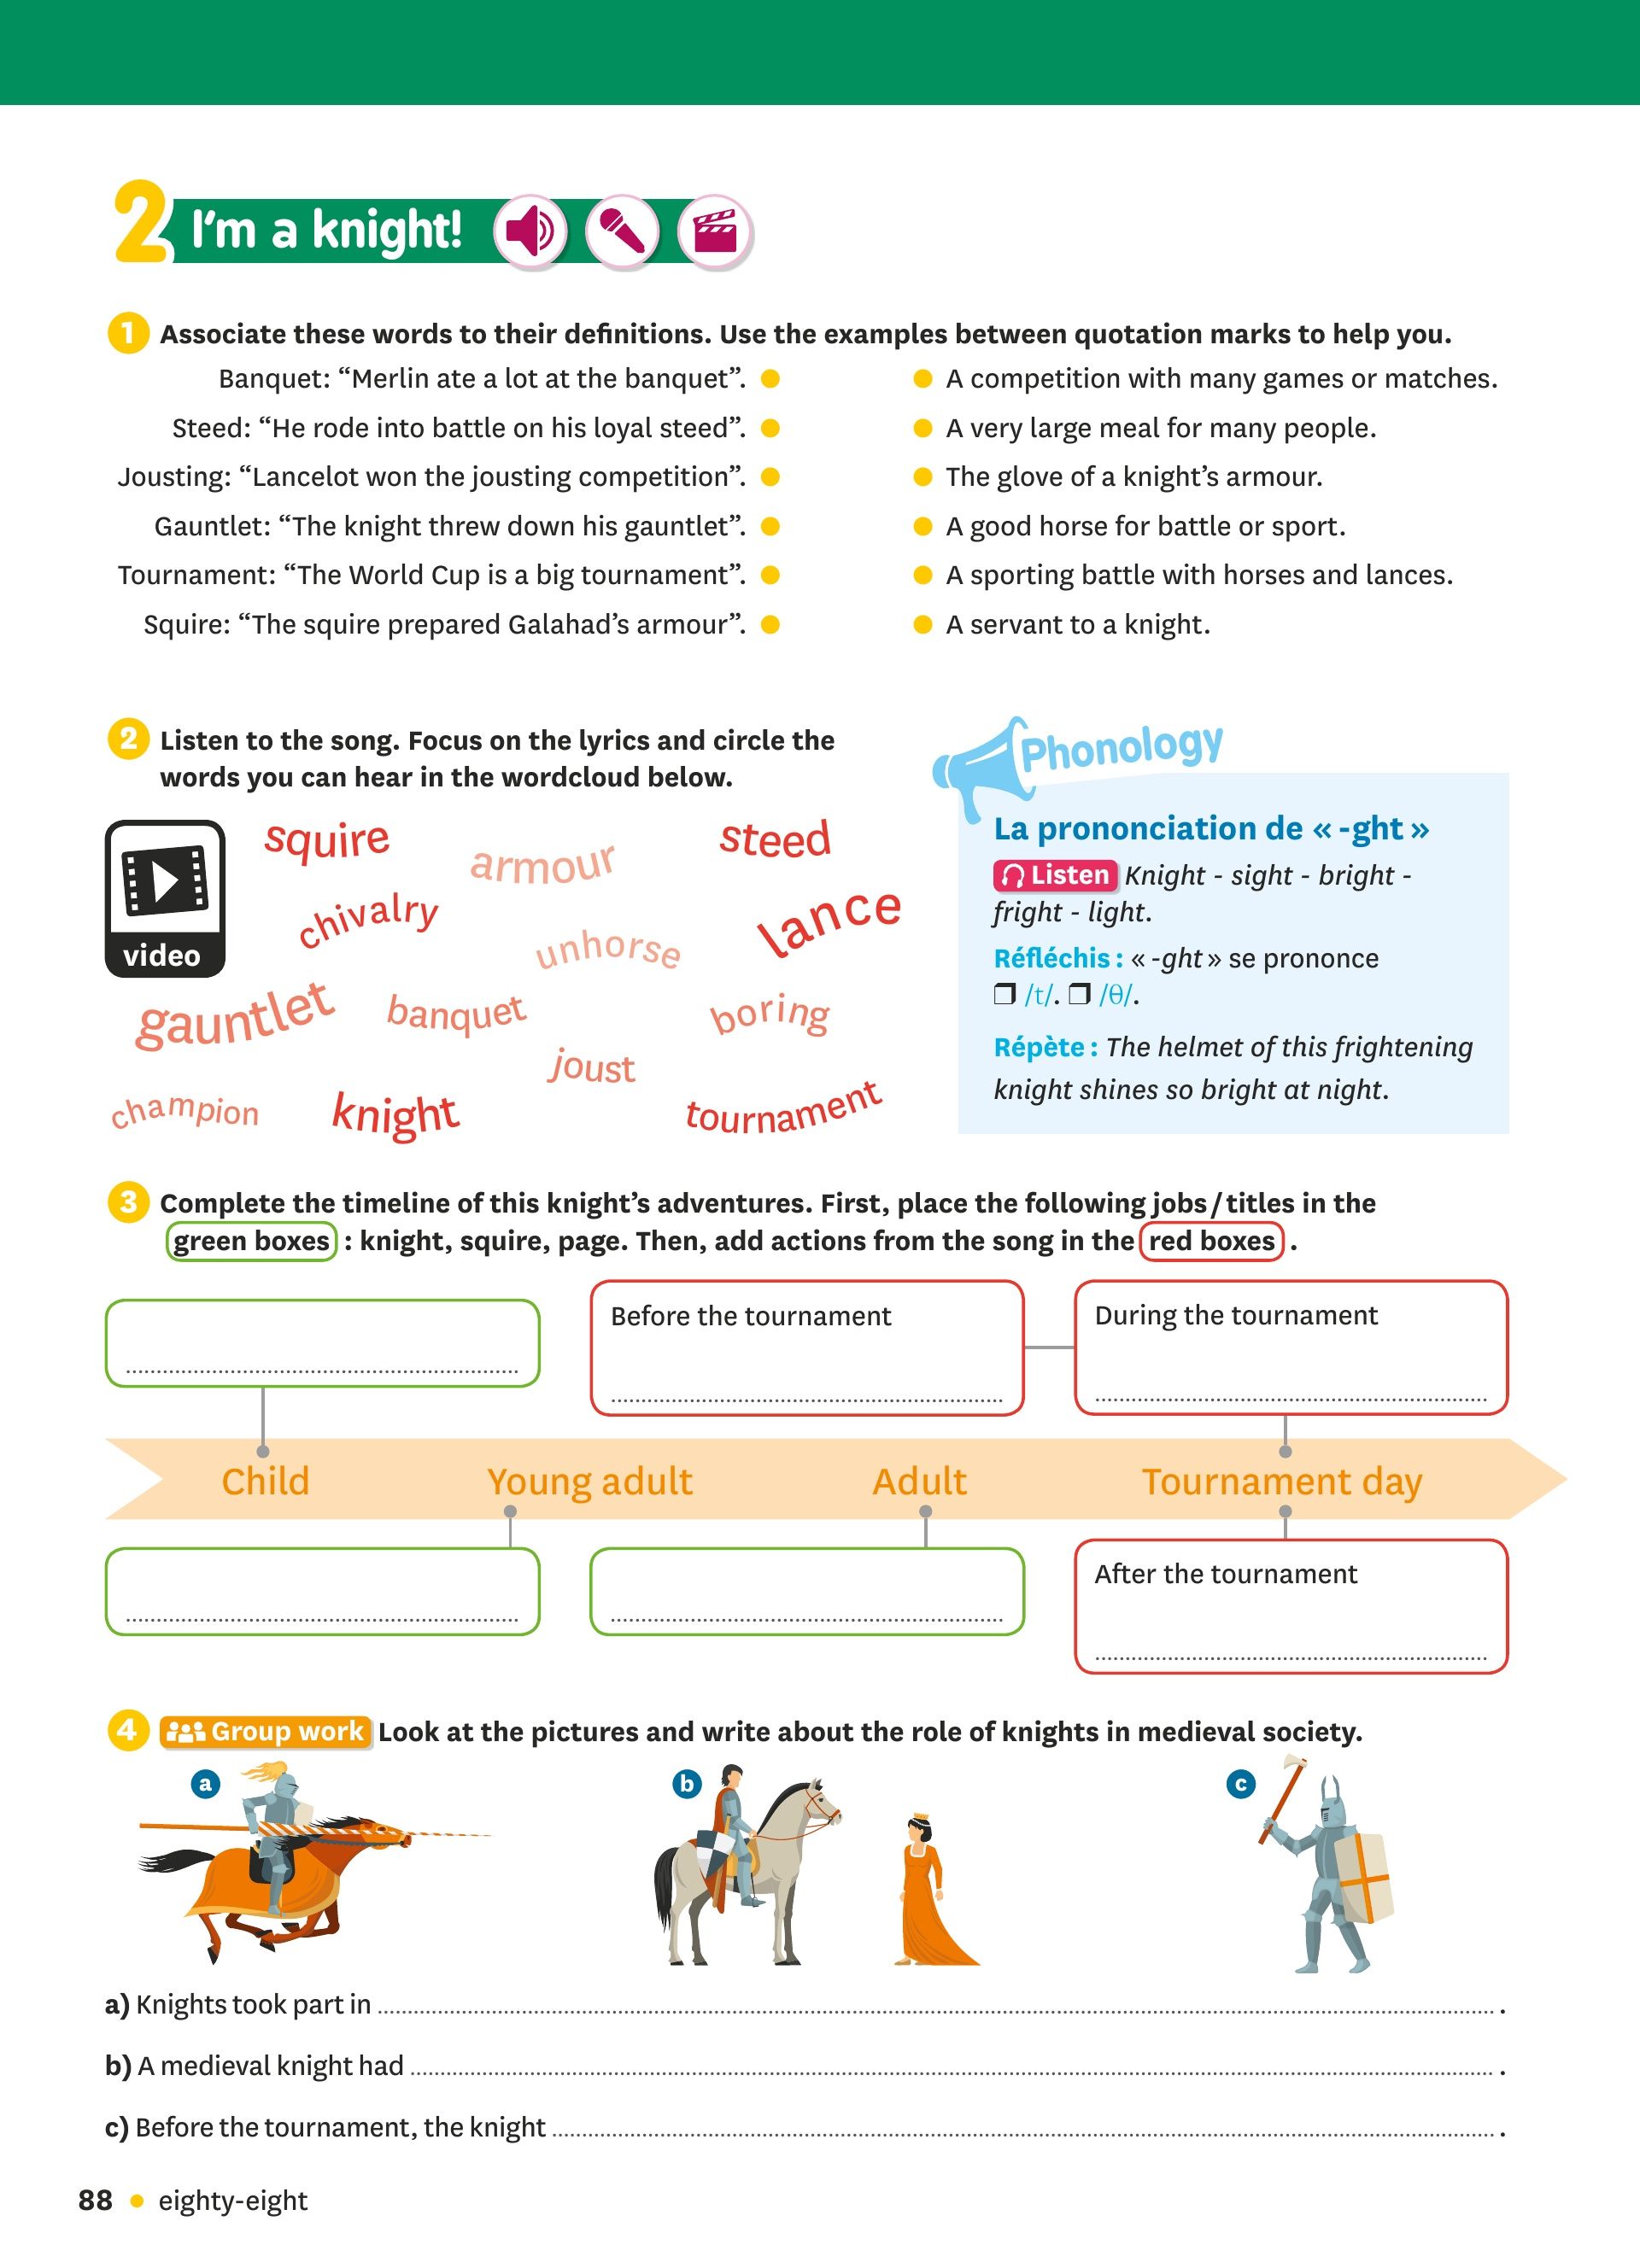 2 I'm a knight!
1 Associate these words to their definitions. Use the examples between quotation marks to help you.
Banquet: “Merlin ate a lot at the banquet”. A competition with many games or matches.
Steed: “He rode into battle on his loyal steed”. A very large meal for many people.
Jousting: “Lancelot won the jousting competition”. The glove of a knight’s armour.
Gauntlet: “The knight threw down his gauntlet”. A good horse for battle or sport.
Tournament: “The World Cup is a big tournament”. A sporting battle with horses and lances.
Squire: “The squire prepared Galahad’s armour”. A servant to a knight.
2 Listen to the song. Focus on the lyrics and circle the
words you can hear in the wordcloud below.
video
squire
armour
steed
chivalry
unhorse
lance
gauntlet
banquet
boring
joust
champion
knight
tournament
Phonology
La prononciation de « -ght »
Listen Knight - sight - bright -
fright - light.
Réfléchis : « -ght » se prononce
❒ /t/. ❒ /θ/.
Répète : The helmet of this frightening
knight shines so bright at night.
3 Complete the timeline of this knight’s adventures. First, place the following jobs / titles in the
green boxes : knight, squire, page. Then, add actions from the song in the red boxes .
Before the tournament
During the tournament
Child Young adult Adult Tournament day
After the tournament
4 Group work Look at the pictures and write about the role of knights in medieval society.
a b c
a) Knights took part in .
b) A medieval knight had .
c) Before the tournament, the knight .
88 • eighty-eight